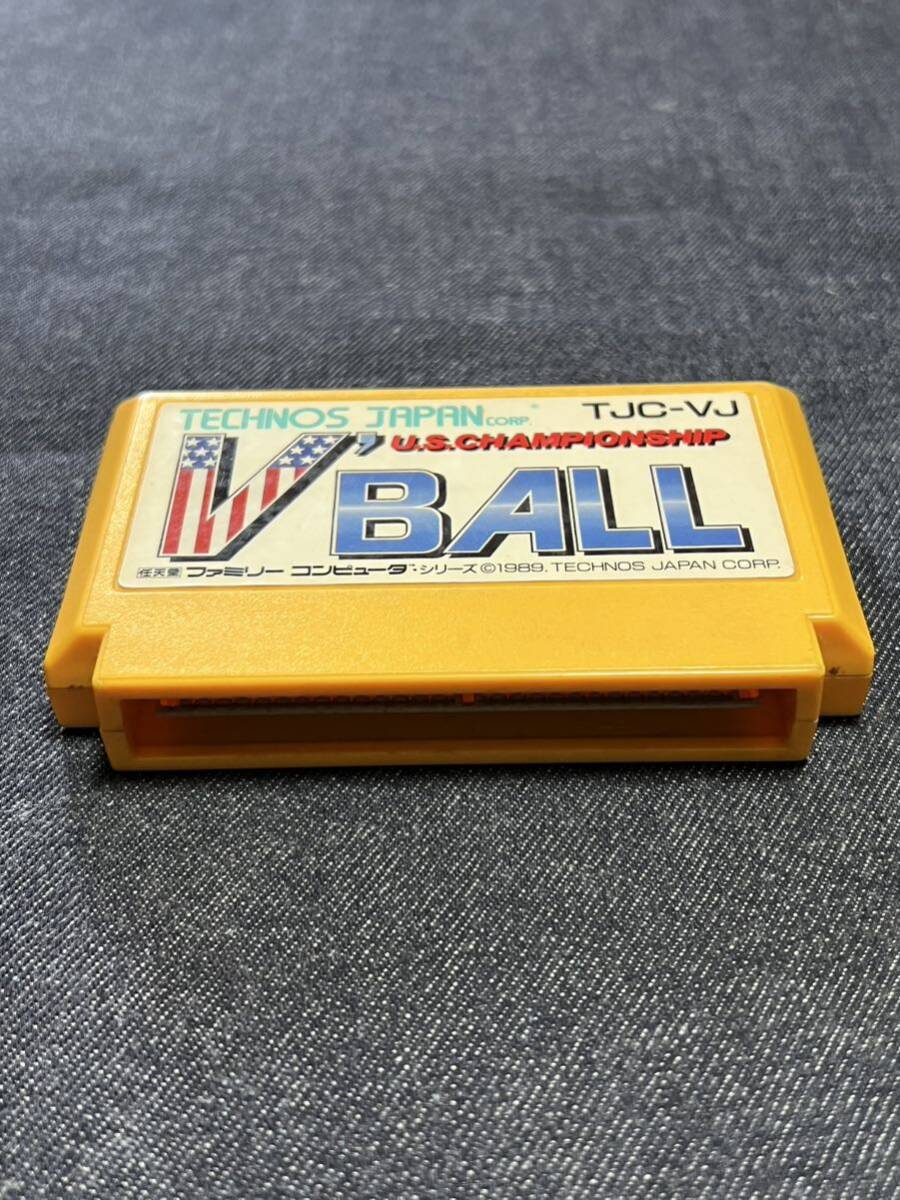 TECHNOS JAPAN CORP. TJC-VJ
U.S. CHAMPIONSHIP
V'BALL
任天堂 ファミリー コンピュータ・シリーズ ©1989, TECHNOS JAPAN CORP.